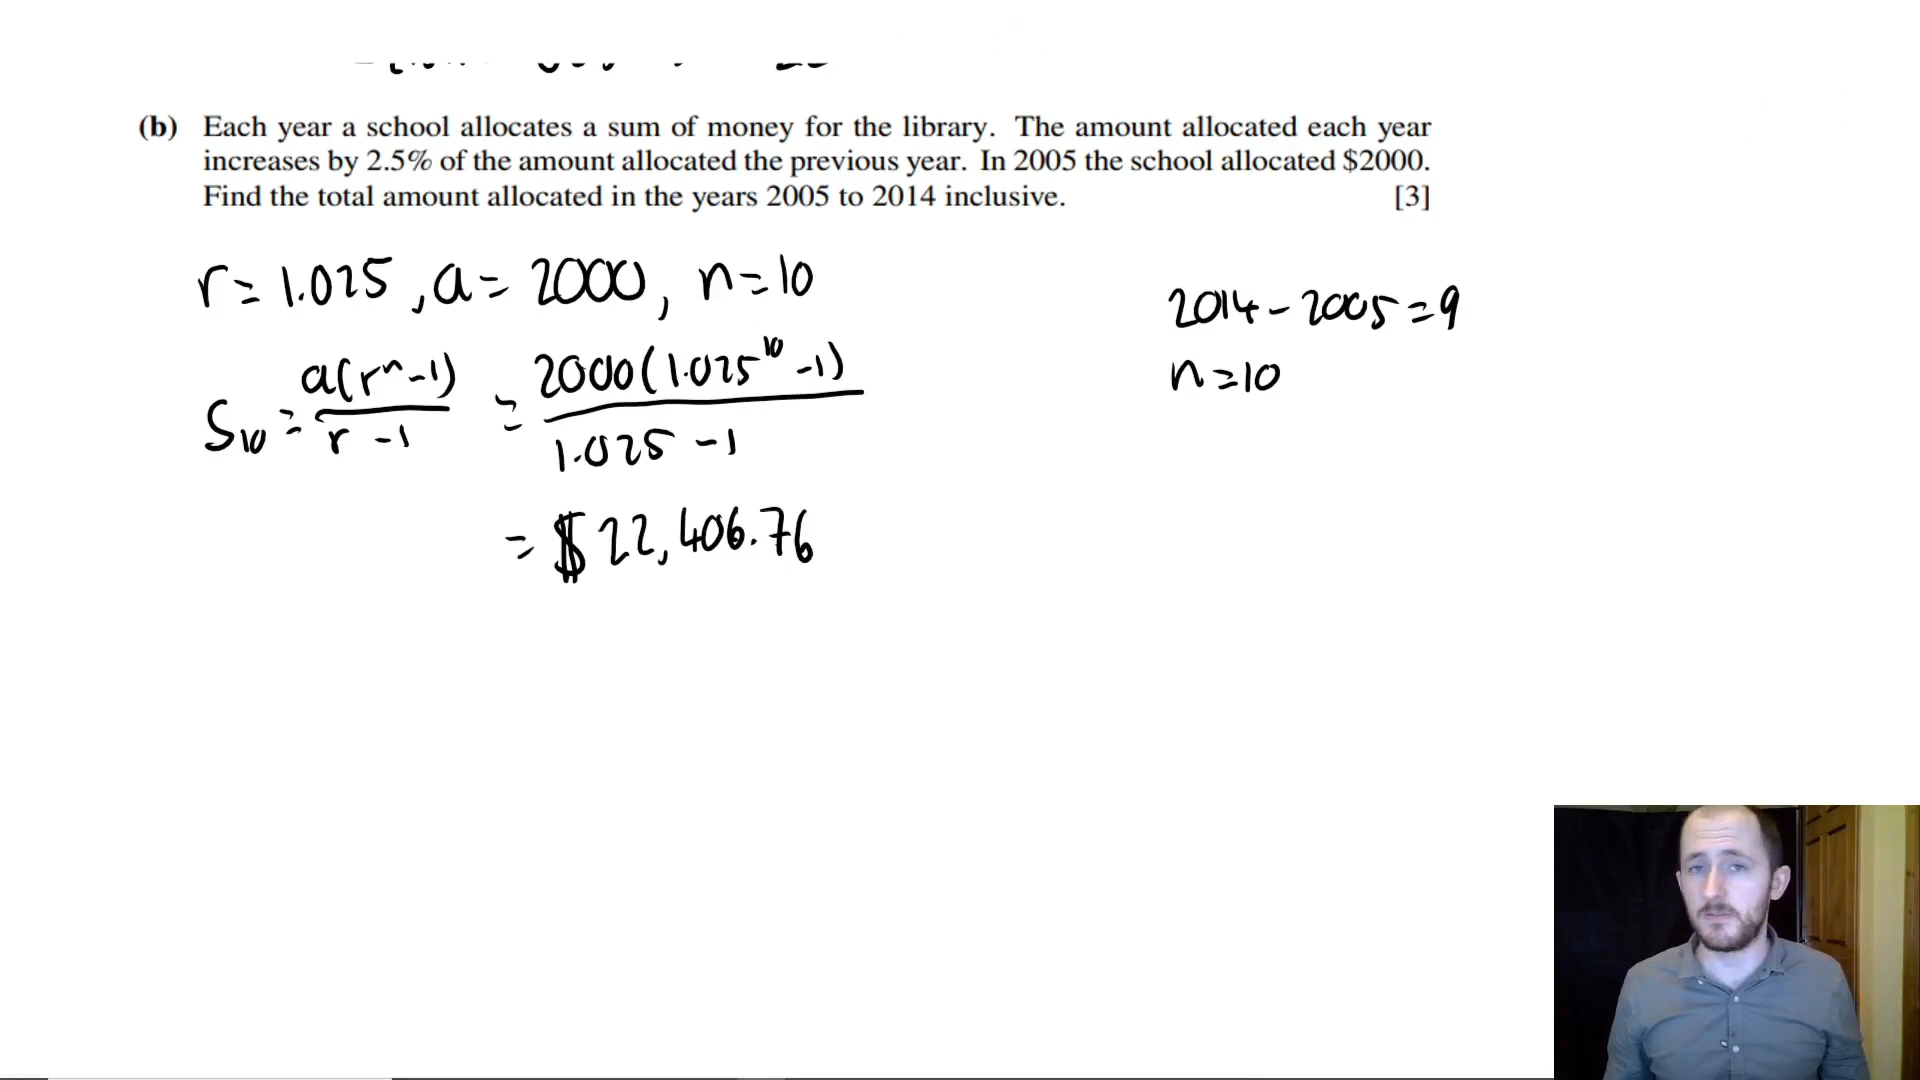 (b) Each year a school allocates a sum of money for the library. The amount allocated each year
increases by 2.5% of the amount allocated the previous year. In 2005 the school allocated $2000.
Find the total amount allocated in the years 2005 to 2014 inclusive. [3]
r = 1.025, a = 2000, n = 10
2014 - 2005 = 9
n = 10
S₁₀ = a(rⁿ - 1) / r - 1 = 2000(1.025¹⁰ - 1) / 1.025 - 1
= $22,406.76